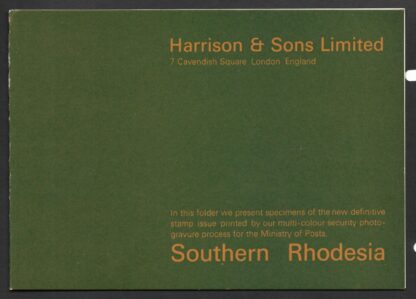 Harrison & Sons Limited
7 Cavendish Square London England
In this folder we present specimens of the new definitive
stamp issue printed by our multi-colour security photo-
gravure process for the Ministry of Posts.
Southern Rhodesia